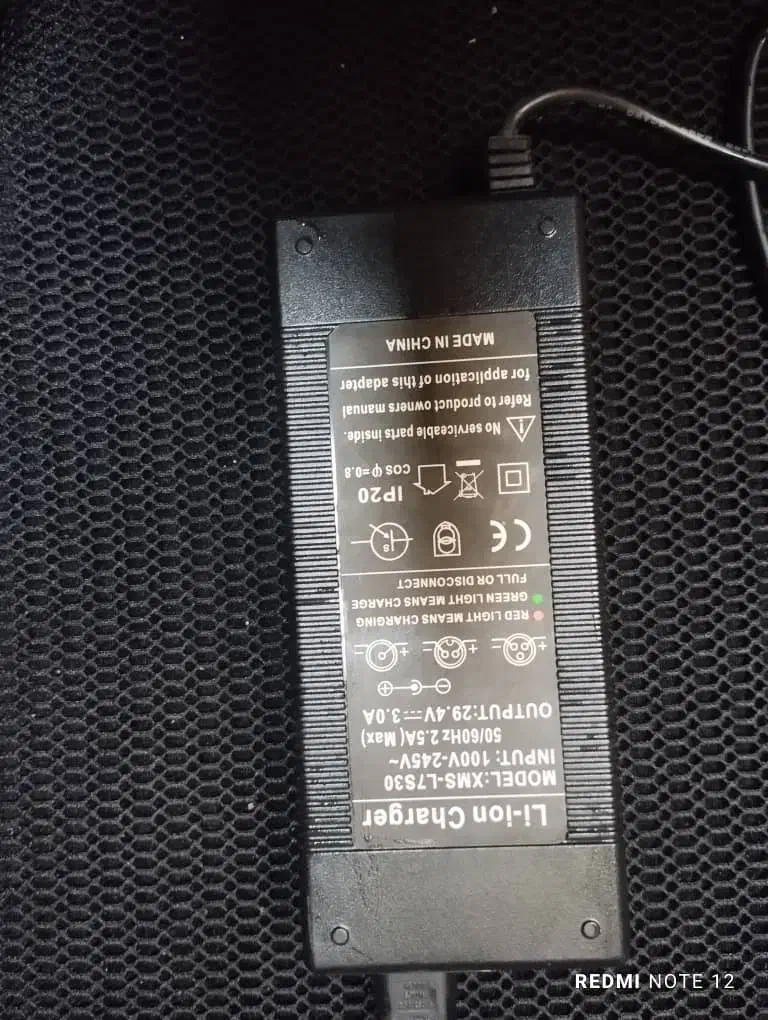 Li-ion Charger
MODEL:XMS-L7S30
INPUT: 100V-245V~
50/60Hz 2.5A(Max)
OUTPUT:29.4V⎓3.0A
RED LIGHT MEANS CHARGING
GREEN LIGHT MEANS CHARGE
FULL OR DISCONNECT
CE
S
IP20
cos φ=0.8
No serviceable parts inside.
Refer to product owners manual
for application of this adapter
MADE IN CHINA
REDMI NOTE 12